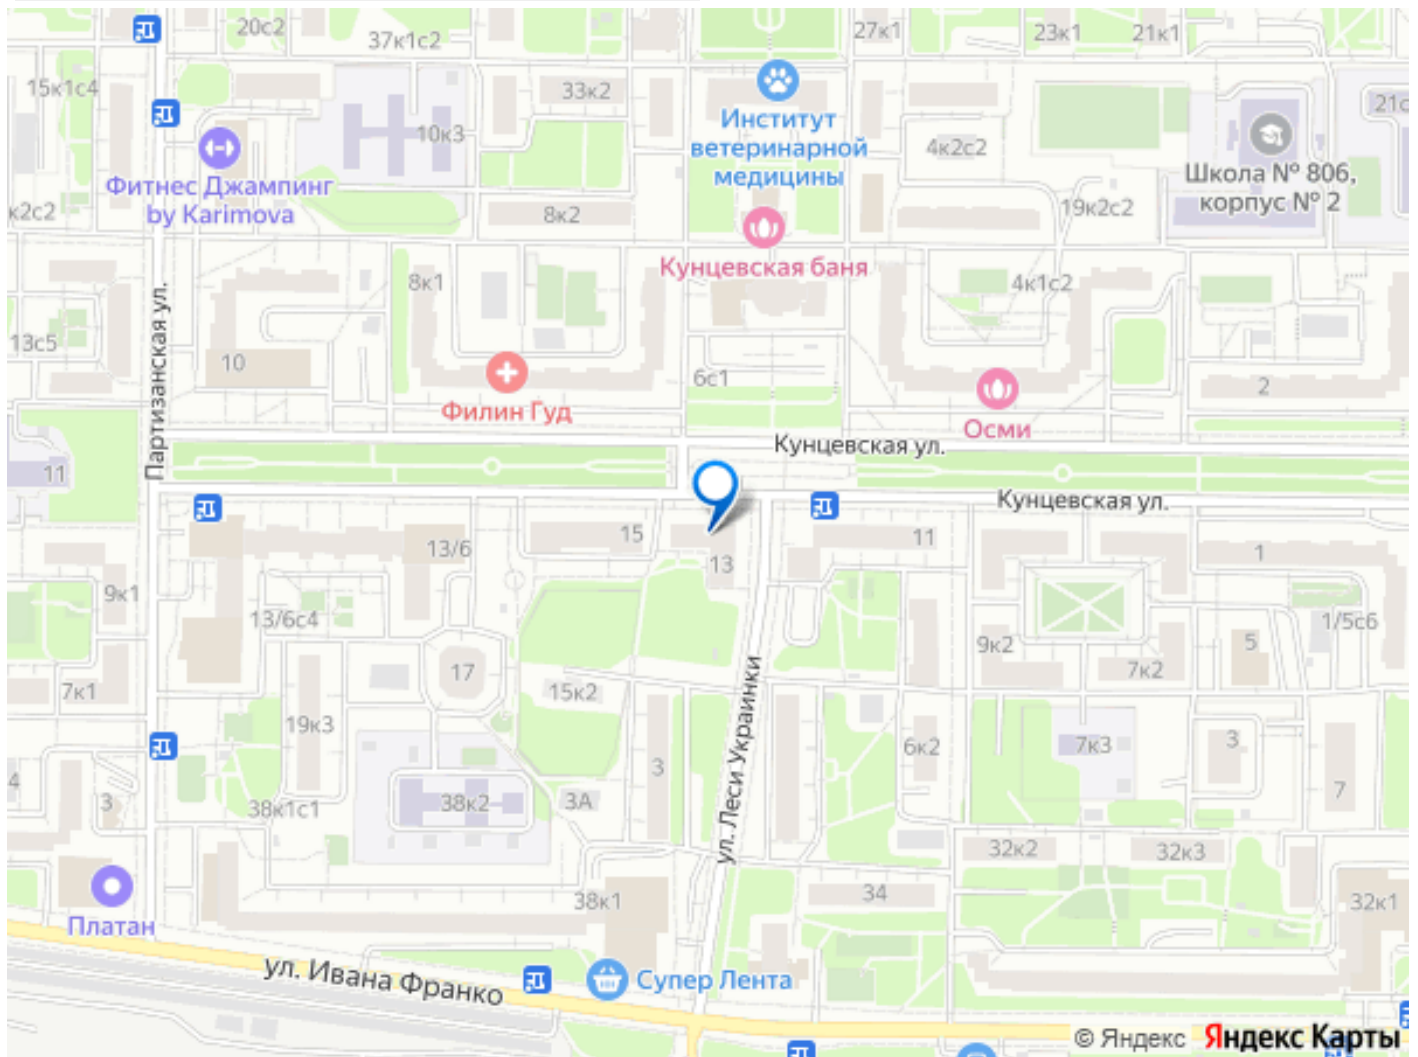 20с2
37к1с2
27к1
23к1
21к1
15к1с4
33к2
21с
10к3
Институт
ветеринарной
медицины
4к2с2
Школа № 806,
корпус № 2
Фитнес Джампинг
by Karimova
к2с2
8к2
19к2с2
Кунцевская баня
8к1
4к1с2
Партизанская ул.
13с5
10
6с1
2
Филин Гуд
Осми
Кунцевская ул.
11
Кунцевская ул.
15
13/6
13
11
1
9к1
13/6с4
1/5с6
9к2
5
17
7к2
7к1
15к2
19к3
ул. Леси Украинки
6к2
7к3
3
3
4
3
38к1с1
38к2
3А
7
32к2
32к3
34
38к1
32к1
Платан
ул. Ивана Франко
Супер Лента
© Яндекс Яндекс Карты